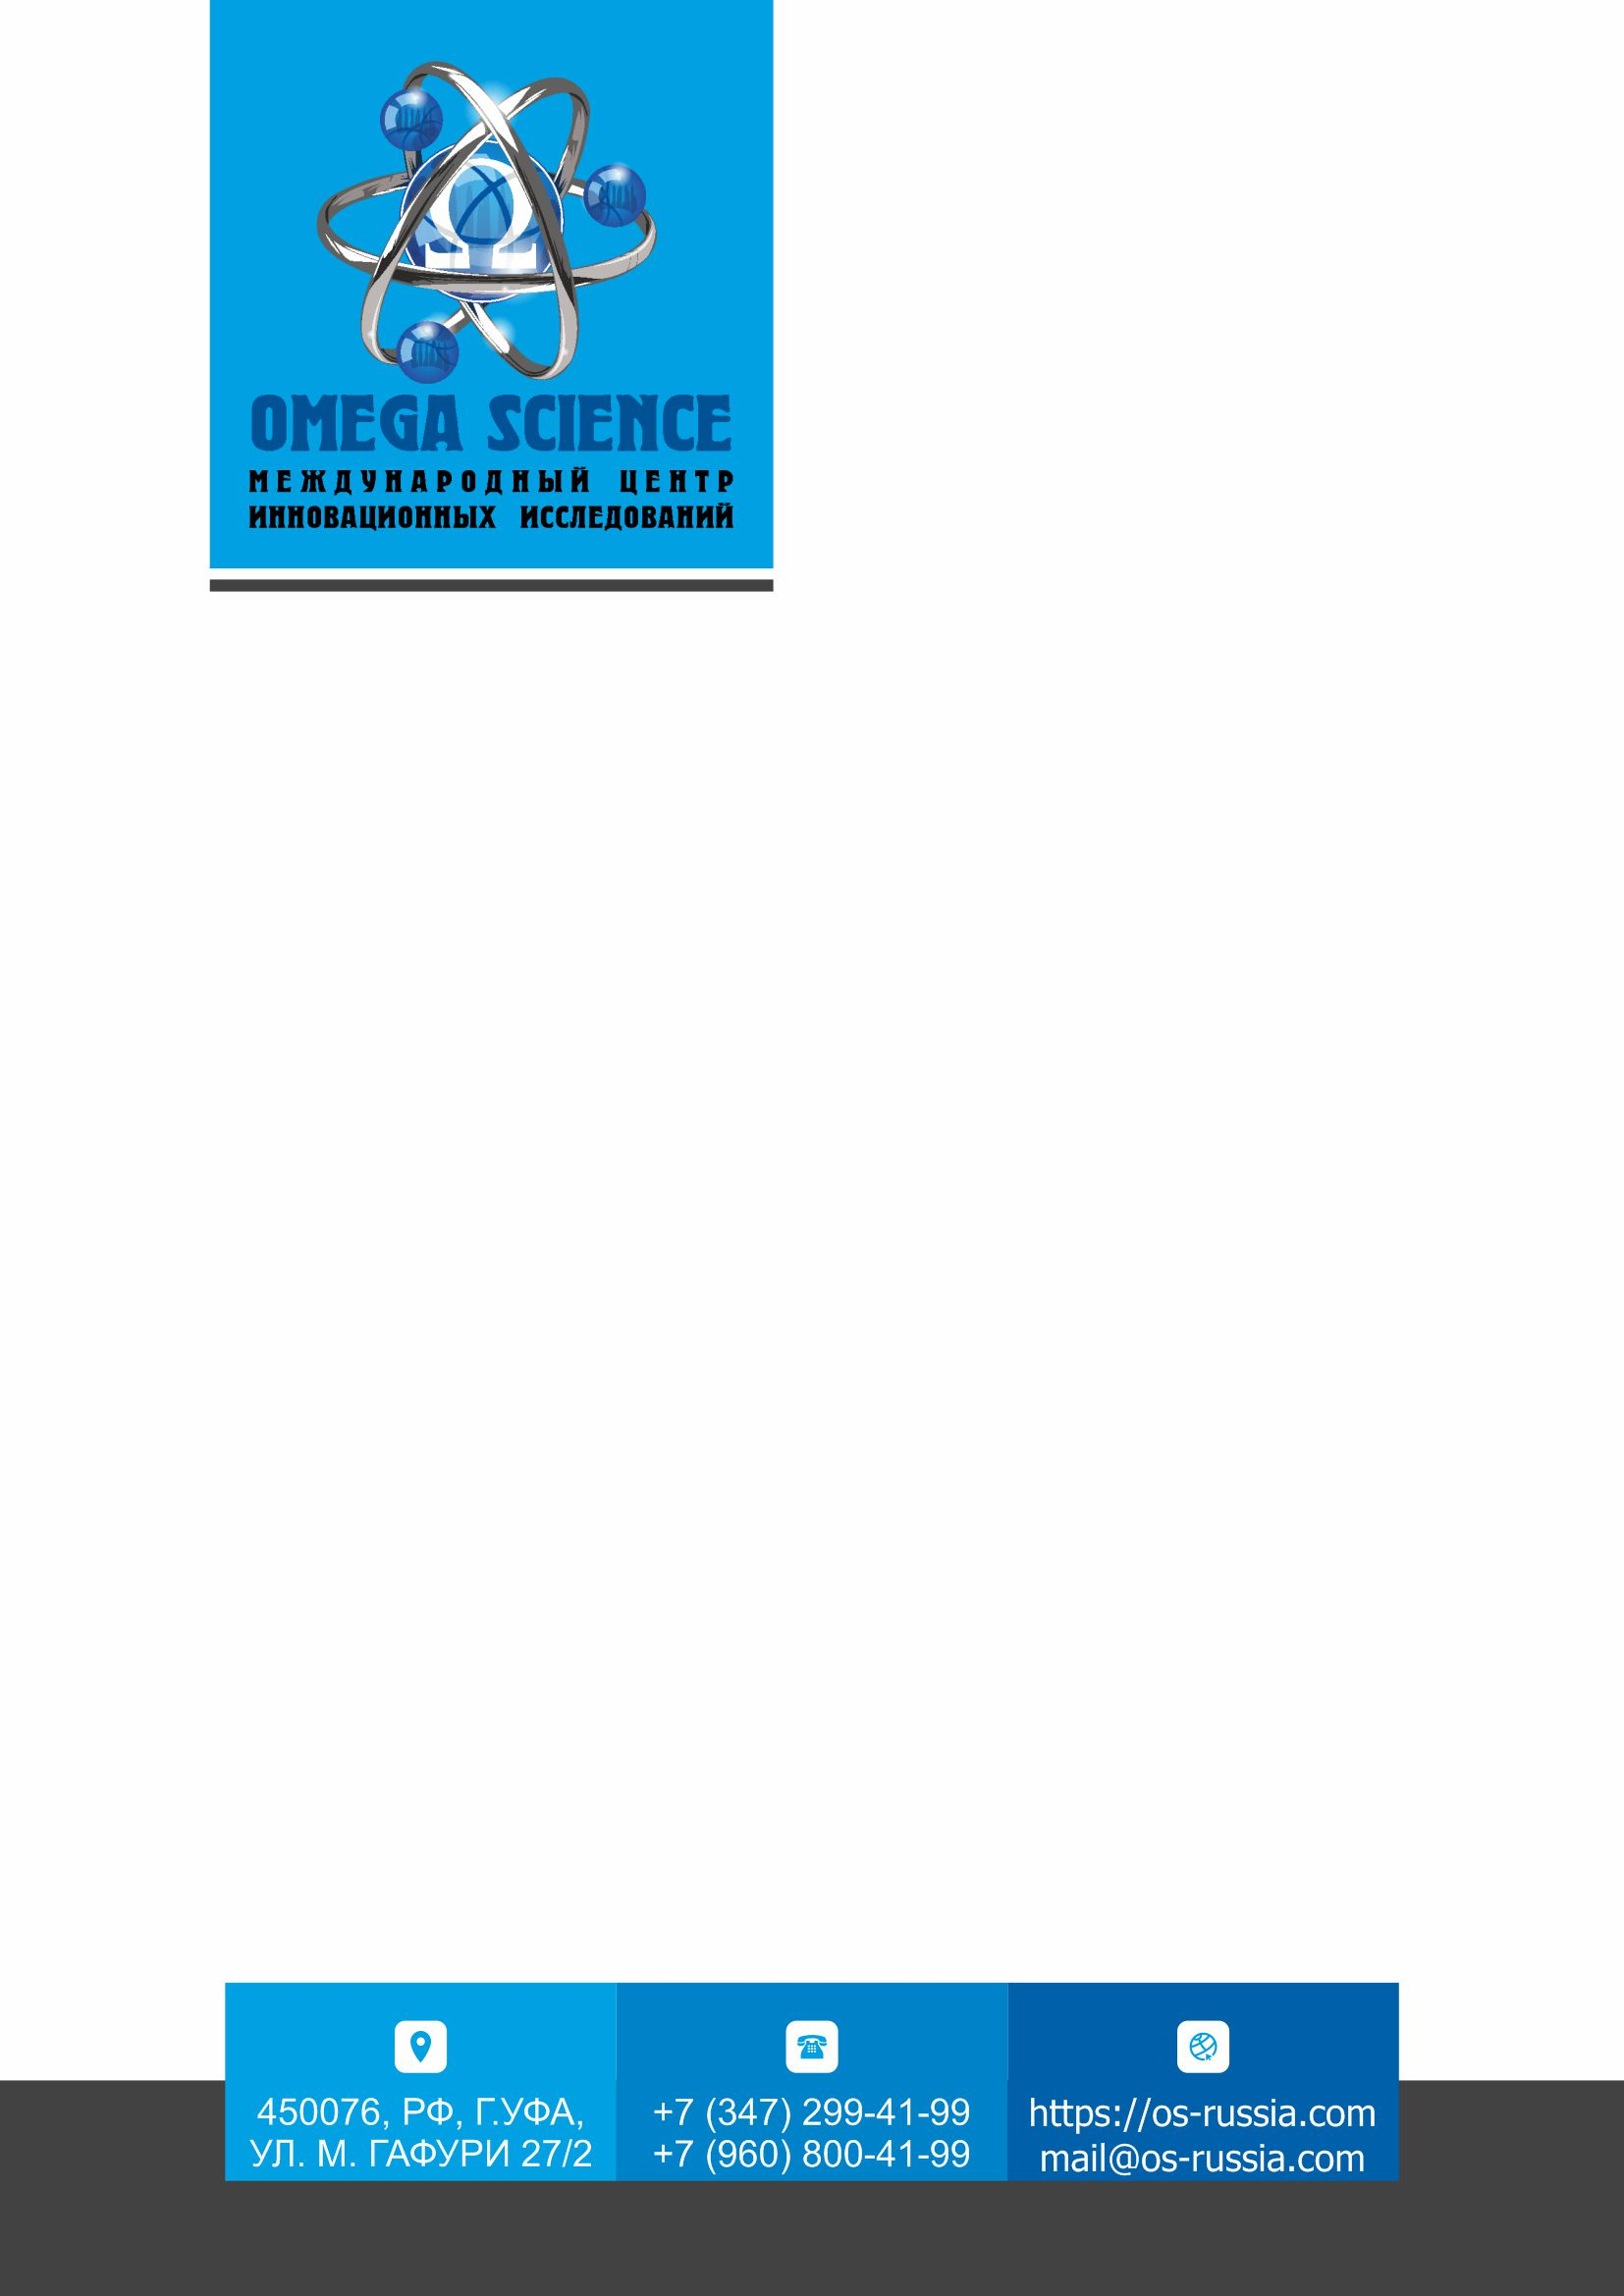 Ω
OMEGA SCIENCE
МЕЖДУНАРОДНЫЙ ЦЕНТР
ИННОВАЦИОННЫХ ИССЛЕДОВАНИЙ
450076, РФ, Г.УФА,
УЛ. М. ГАФУРИ 27/2
+7 (347) 299-41-99
+7 (960) 800-41-99
https://os-russia.com
mail@os-russia.com